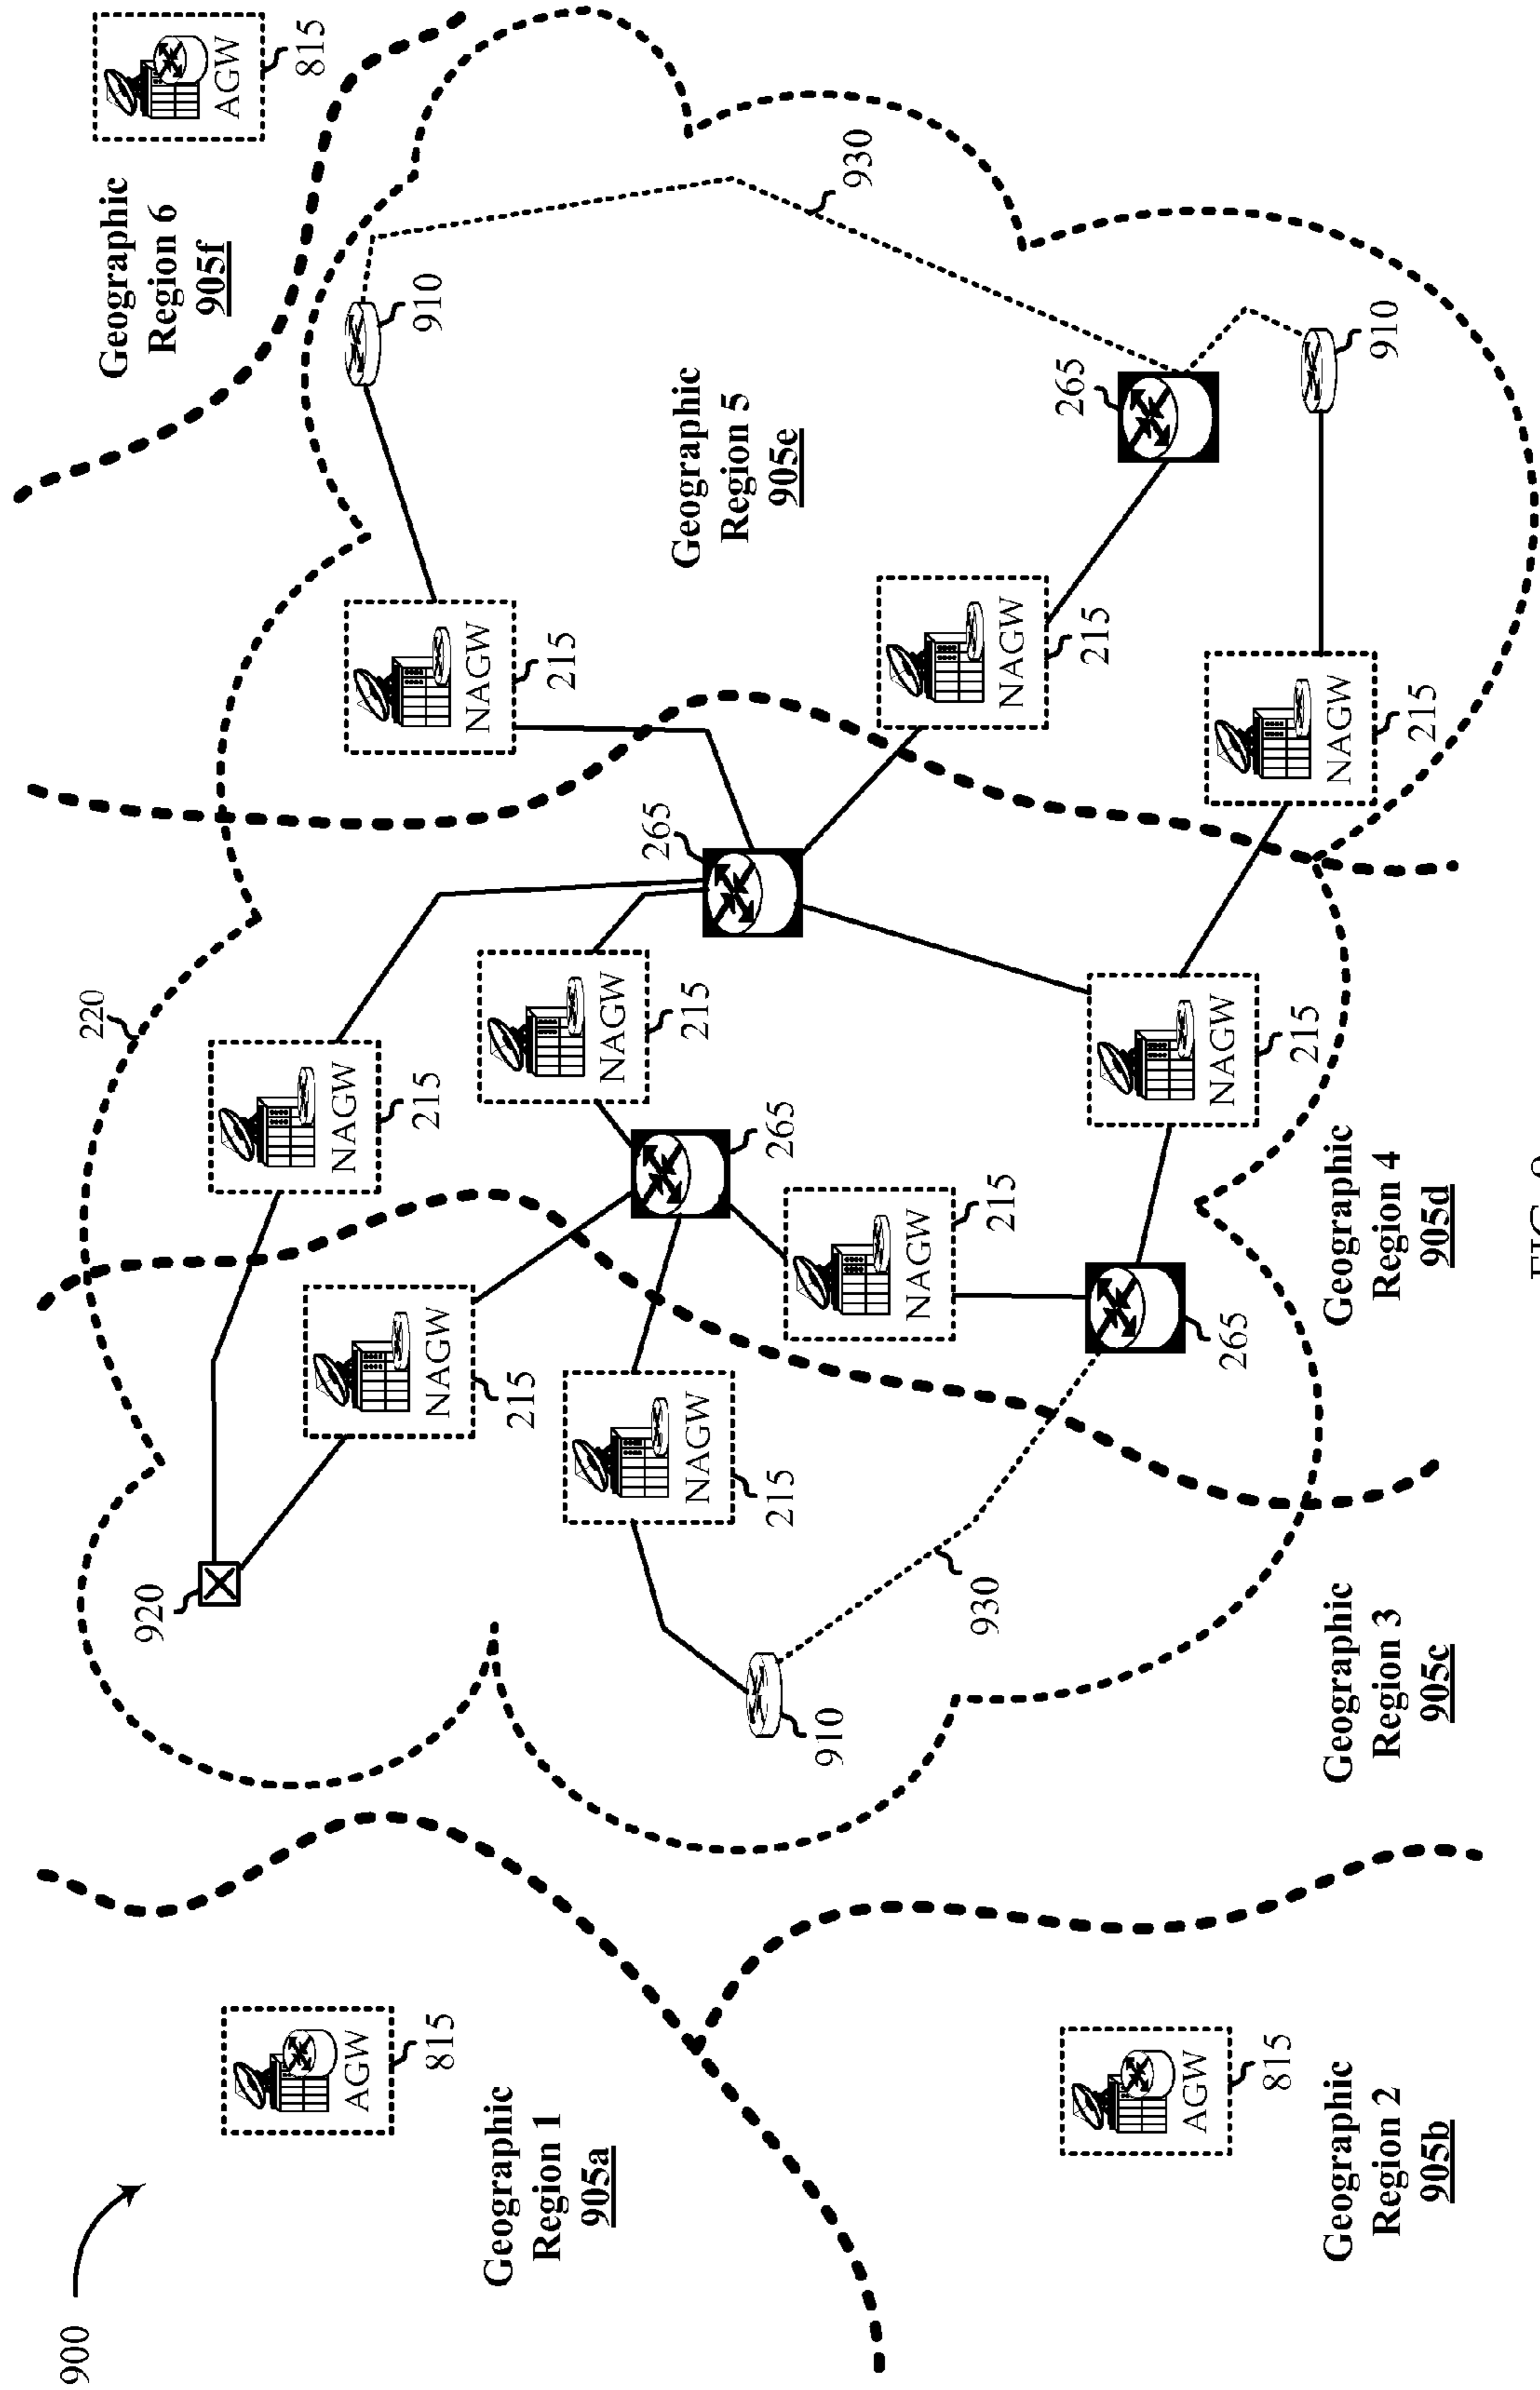 900
220
Geographic
Region 6
905f
920
AGW
815
NAGW
215
AGW
815
910
NAGW
215
NAGW
215
Geographic
Region 1
905a
NAGW
215
265
NAGW
215
Geographic
Region 5
905e
265
910
930
NAGW
215
930
NAGW
215
265
AGW
815
NAGW
215
265
NAGW
215
910
Geographic
Region 2
905b
Geographic
Region 3
905c
Geographic
Region 4
905d
FIG. 9